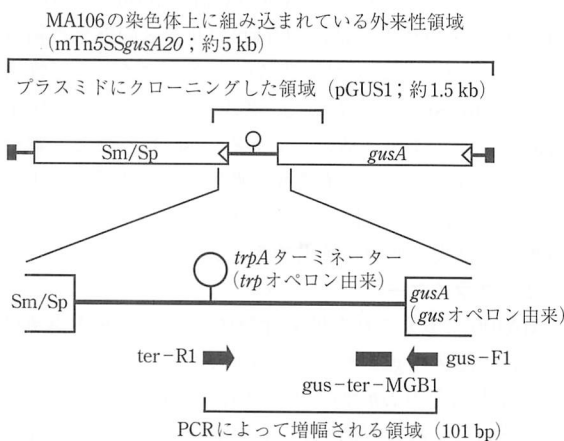 MA106の染色体上に組み込まれている外来性領域
(mTn5SSgusA20；約5 kb)
プラスミドにクローニングした領域（pGUS1；約1.5 kb）
Sm/Sp
gusA
trpAターミネーター
(trpオペロン由来)
Sm/Sp
gusA
(gusオペロン由来)
ter-R1
gus-F1
gus-ter-MGB1
PCRによって増幅される領域（101 bp）